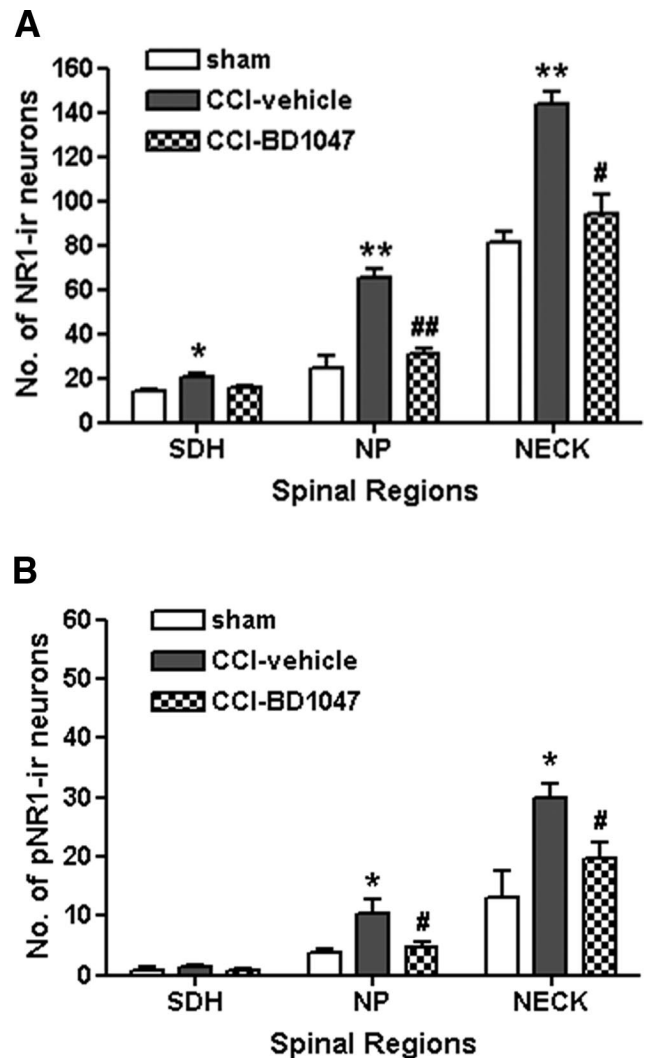 A
sham
CCI-vehicle
CCI-BD1047
No. of NR1-ir neurons
160
140
120
100
80
60
40
20
0
*
**
##
**
#
SDH NP NECK
Spinal Regions
B
sham
CCI-vehicle
CCI-BD1047
No. of pNR1-ir neurons
60
50
40
30
20
10
0
*
#
*
#
SDH NP NECK
Spinal Regions